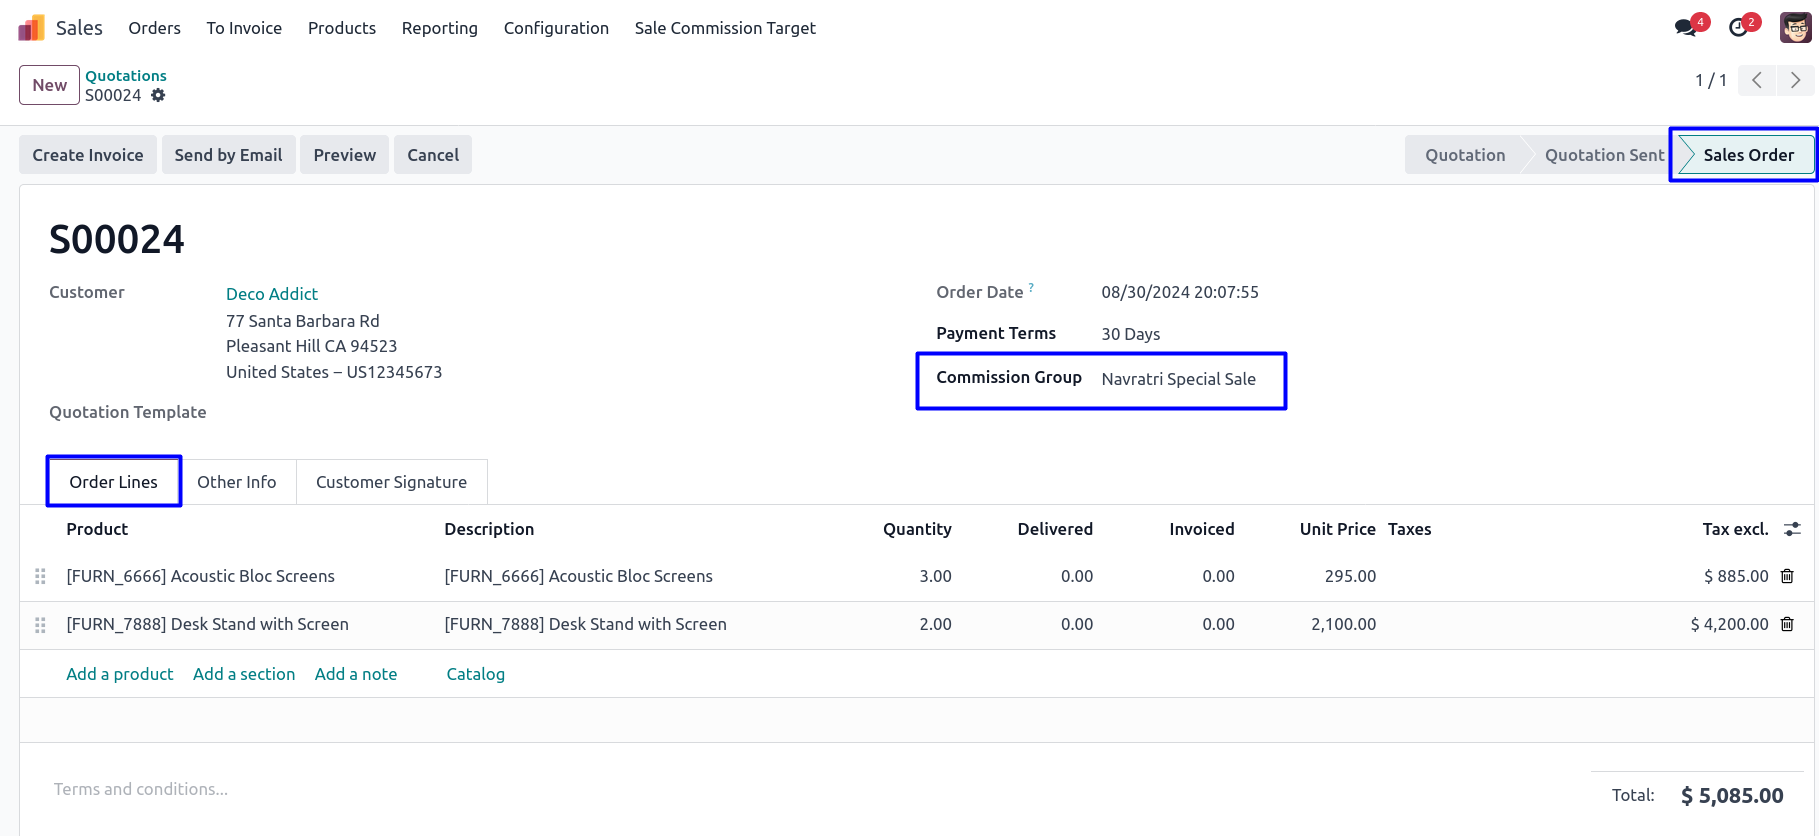 Sales Orders To Invoice Products Reporting Configuration Sale Commission Target 4 2
New Quotations 1 / 1
S00024
Create Invoice Send by Email Preview Cancel Quotation Quotation Sent Sales Order
S00024
Customer Deco Addict Order Date ? 08/30/2024 20:07:55
77 Santa Barbara Rd Payment Terms 30 Days
Pleasant Hill CA 94523
United States – US12345673 Commission Group Navratri Special Sale
Quotation Template
Order Lines Other Info Customer Signature
Product Description Quantity Delivered Invoiced Unit Price Taxes Tax excl.
[FURN_6666] Acoustic Bloc Screens [FURN_6666] Acoustic Bloc Screens 3.00 0.00 0.00 295.00 $ 885.00
[FURN_7888] Desk Stand with Screen [FURN_7888] Desk Stand with Screen 2.00 0.00 0.00 2,100.00 $ 4,200.00
Add a product Add a section Add a note Catalog
Terms and conditions... Total: $ 5,085.00